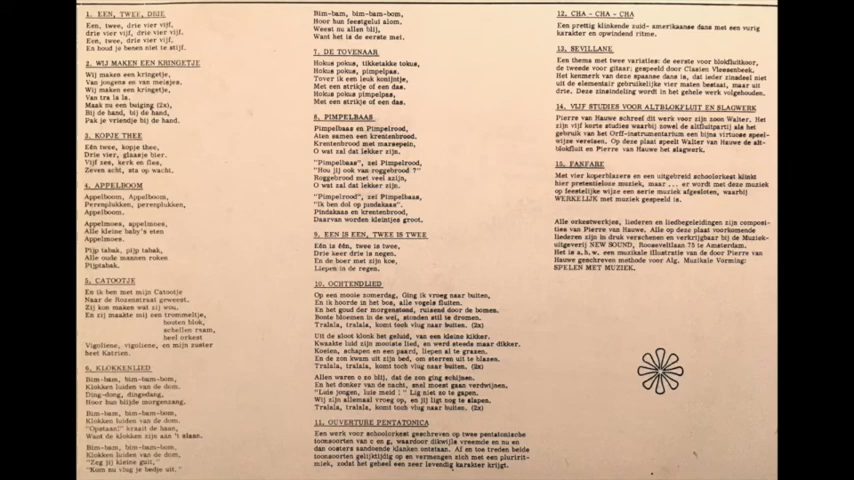 1. EEN, TWEE, DRIE
Een, twee, drie vier vijf,
drie vier vijf, drie vier vijf.
Een, twee, drie vier vijf,
En houd je benen niet te stijf.
2. WIJ MAKEN EEN KRINGETJE
Wij maken een kringetje,
Van jongens en van meisjes,
Wij maken een kringetje,
Van tra la la.
Maak nu een buiging (2x),
Bij de hand, bij de hand,
Pak je vriendje bij de hand.
3. KOPJE THEE
Eén twee, kopje thee,
Drie vier, glaasje bier.
Vijf zes, kerk en fles,
Zeven acht, sta op wacht.
4. APPELBOOM
Appelboom, Appelboom,
Perenplukken, perenplukken,
Appelboom.
Appelmoes, appelmoes,
Alle kleine baby's eten
Appelmoes.
Pijp tabak, pijp tabak,
Alle oude mannen roken
Pijptabak.
5. CATOOTJE
En ik ben met mijn Catootje
Naar de Rozenstraat geweest.
Zij kon maken wat zij wou.
En zij maakte mij een trommeltje,
houten blok,
schellen raam,
heel orkest
Vigoliene, vigoliene, en mijn zuster
heet Katrien.
6. KLOKKENLIED
Bim-bam, bim-bam-bom,
Klokken luiden van de dom.
Ding-dong, dingedang,
Hoor hun blijde morgenzang.
Bim-bam, bim-bam-bom,
Klokken luiden van de dom.
"Opstaan!" kraait de haan,
Want de klokken zijn aan 't slaan.
Bim-bam, bim-bam-bom,
Klokken luiden van de dom,
"Zeg jij kleine guit,"
"Kom nu vlug je bedje uit,"
Bim-bam, bim-bam-bom,
Hoor hun feestgeluid alom.
Weest nu allen blij,
Want het is de eerste mei.
7. DE TOVENAAR
Hokus pokus, tikketakke tokus,
Hokus pokus, pimpelpas.
Tover ik een leuk konijntje,
Met een strikje of een das.
Hokus pokus pimpelpas,
Met een strikje of een das.
8. PIMPELBAAS
Pimpelbaas en Pimpelrood,
Aten samen een krentenbrood.
Krentenbrood met marsepein,
O wat zal dat lekker zijn.
"Pimpelbaas", zei Pimpelrood,
"Hou jij ook van roggebrood ?"
Roggebrood met veel azijn,
O wat zal dat lekker zijn.
"Pimpelrood", zei Pimpelbaas,
"Ik ben dol op pindakaas".
Pindakaas en krentenbrood,
Daarvan worden kleintjes groot.
9. EEN IS EEN, TWEE IS TWEE
Eén is één, twee is twee,
Drie keer drie is negen.
En de boer met zijn koe,
Liepen in de regen.
10. OCHTENDLIED
Op een mooie zomerdag, Ging ik vroeg naar buiten,
En ik hoorde in het bos, alle vogels fluiten.
En het goud der morgenstond, ruisend door de bomen.
Bonte bloemen in de wei, stonden stil te dromen.
Tralala, tralala, komt toch vlug naar buiten. (2x)
Uit de sloot klonk het geluid, van een kleine kikker.
Kwaakte luid zijn mooiste lied, en werd steeds maar dikker.
Koeien, schapen en een paard, liepen al te grazen.
En de zon kwam uit zijn bed, om sterren uit te blazen.
Tralala, tralala, komt toch vlug naar buiten. (2x)
Allen waren o zo blij, dat de zon ging schijnen.
En het donker van de nacht, snel moest gaan verdwijnen.
"Luie jongen, luie meid ! " Lig niet zo te gapen.
Wij zijn allemaal vroeg op, en jij ligt nog te slapen.
Tralala, tralala, komt toch vlug naar buiten. (2x)
11. OUVERTURE PENTATONICA
Een werk voor schoolorkest geschreven op twee pentatonische
toonsoorten van c en g, waardoor dikwijls vreemde en nu en
dan oosters aandoende klanken ontstaan. Af en toe treden beide
toonsoorten gelijktijdig op en vermengen zich met een pluririt-
miek, zodat het geheel een zeer levendig karakter krijgt.
12. CHA - CHA - CHA
Een prettig klinkende zuid- amerikaanse dans met een vurig
karakter en opwindend ritme.
13. SEVILLANE
Een thema met twee variaties: de eerste voor blokfluitkoor,
de tweede voor gitaar; gespeeld door Clasien Vleesenbeek.
Het kenmerk van deze spaanse dans is, dat ieder zinsdeel niet
uit de elementair gebruikelijke vier maten bestaat, maar uit
drie. Deze zinsindeling wordt in het gehele werk volgehouden.
14. VIJF STUDIES VOOR ALTBLOKFLUIT EN SLAGWERK
Pierre van Hauwe schreef dit werk voor zijn zoon Walter. Het
zijn vijf korte studies waarbij zowel de altfluitpartij als het
gebruik van het Orff-instrumentarium een bijna virtuose speel-
wijze vereisen. Op deze plaat speelt Walter van Hauwe de alt-
blokfluit en Pierre van Hauwe het slagwerk.
15. FANFARE
Met vier koperblazers en een uitgebreid schoolorkest klinkt
hier pretentieloze muziek, maar ... er wordt met deze muziek
op feestelijke wijze een serie muziek afgesloten, waarbij
WERKELIJK met muziek gespeeld is.
Alle orkestwerkjes, liederen en liedbegeleidingen zijn composi-
ties van Pierre van Hauwe. Alle op deze plaat voorkomende
liederen zijn in druk verschenen en verkrijgbaar bij de Muziek-
uitgeverij NEW SOUND, Rooseveltlaan 75 te Amsterdam.
Het is a.h.w. een muzikale illustratie van de door Pierre van
Hauwe geschreven methode voor Alg. Muzikale Vorming:
SPELEN MET MUZIEK.